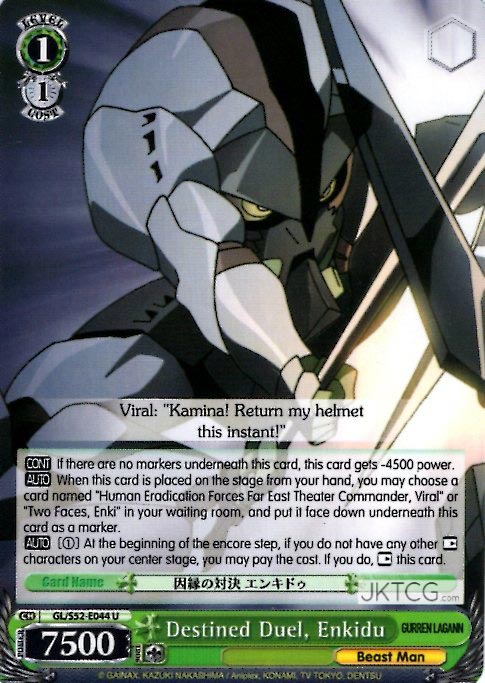 LEVEL
1
1
COST
Viral: "Kamina! Return my helmet
this instant!"
CONT If there are no markers underneath this card, this card gets -4500 power.
AUTO When this card is placed on the stage from your hand, you may choose a
card named "Human Eradication Forces Far East Theater Commander, Viral" or
"Two Faces, Enki" in your waiting room, and put it face down underneath this
card as a marker.
AUTO [①] At the beginning of the encore step, if you do not have any other
characters on your center stage, you may pay the cost. If you do, this card.
Card Name 因縁の対決 エンキドゥ
JKTCG.com
CH GL/S52-E044 U
POWER 7500 SOUL
Destined Duel, Enkidu GURREN LAGANN
Beast Man
© GAINAX, KAZUKI NAKASHIMA / Aniplex, KONAMI, TV TOKYO, DENTSU